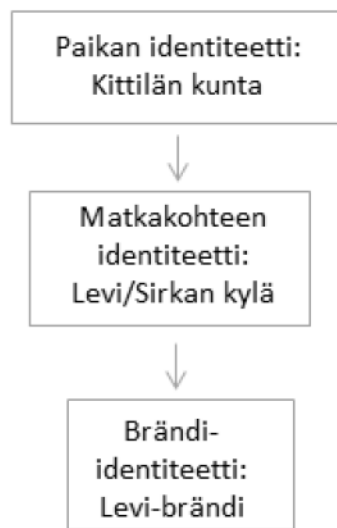 Paikan identiteetti:
Kittilän kunta
Matkakohteen
identiteetti:
Levi/Sirkan kylä
Brändi-
identiteetti:
Levi-brändi